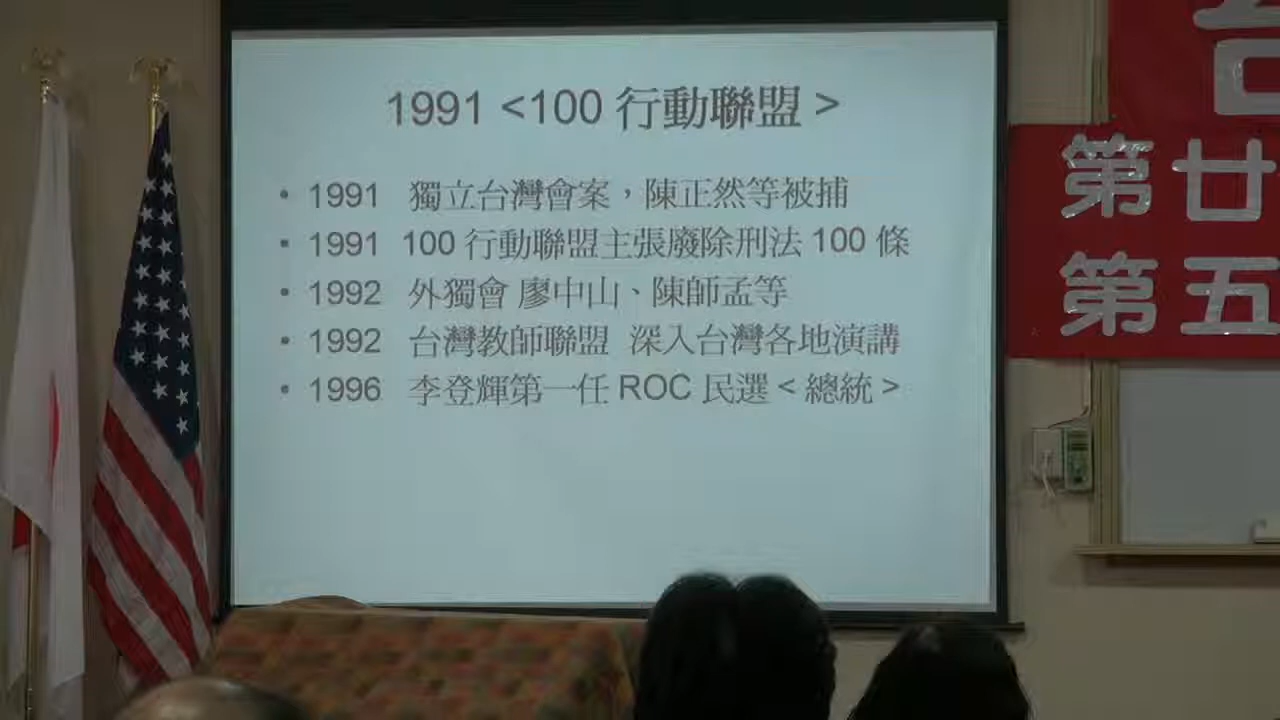 1991 <100 行動聯盟 >
• 1991 獨立台灣會案，陳正然等被捕
• 1991 100 行動聯盟主張廢除刑法 100 條
• 1992 外獨會 廖中山、陳師孟等
• 1992 台灣教師聯盟 深入台灣各地演講
• 1996 李登輝第一任 ROC 民選 < 總統 >
第廿
第五